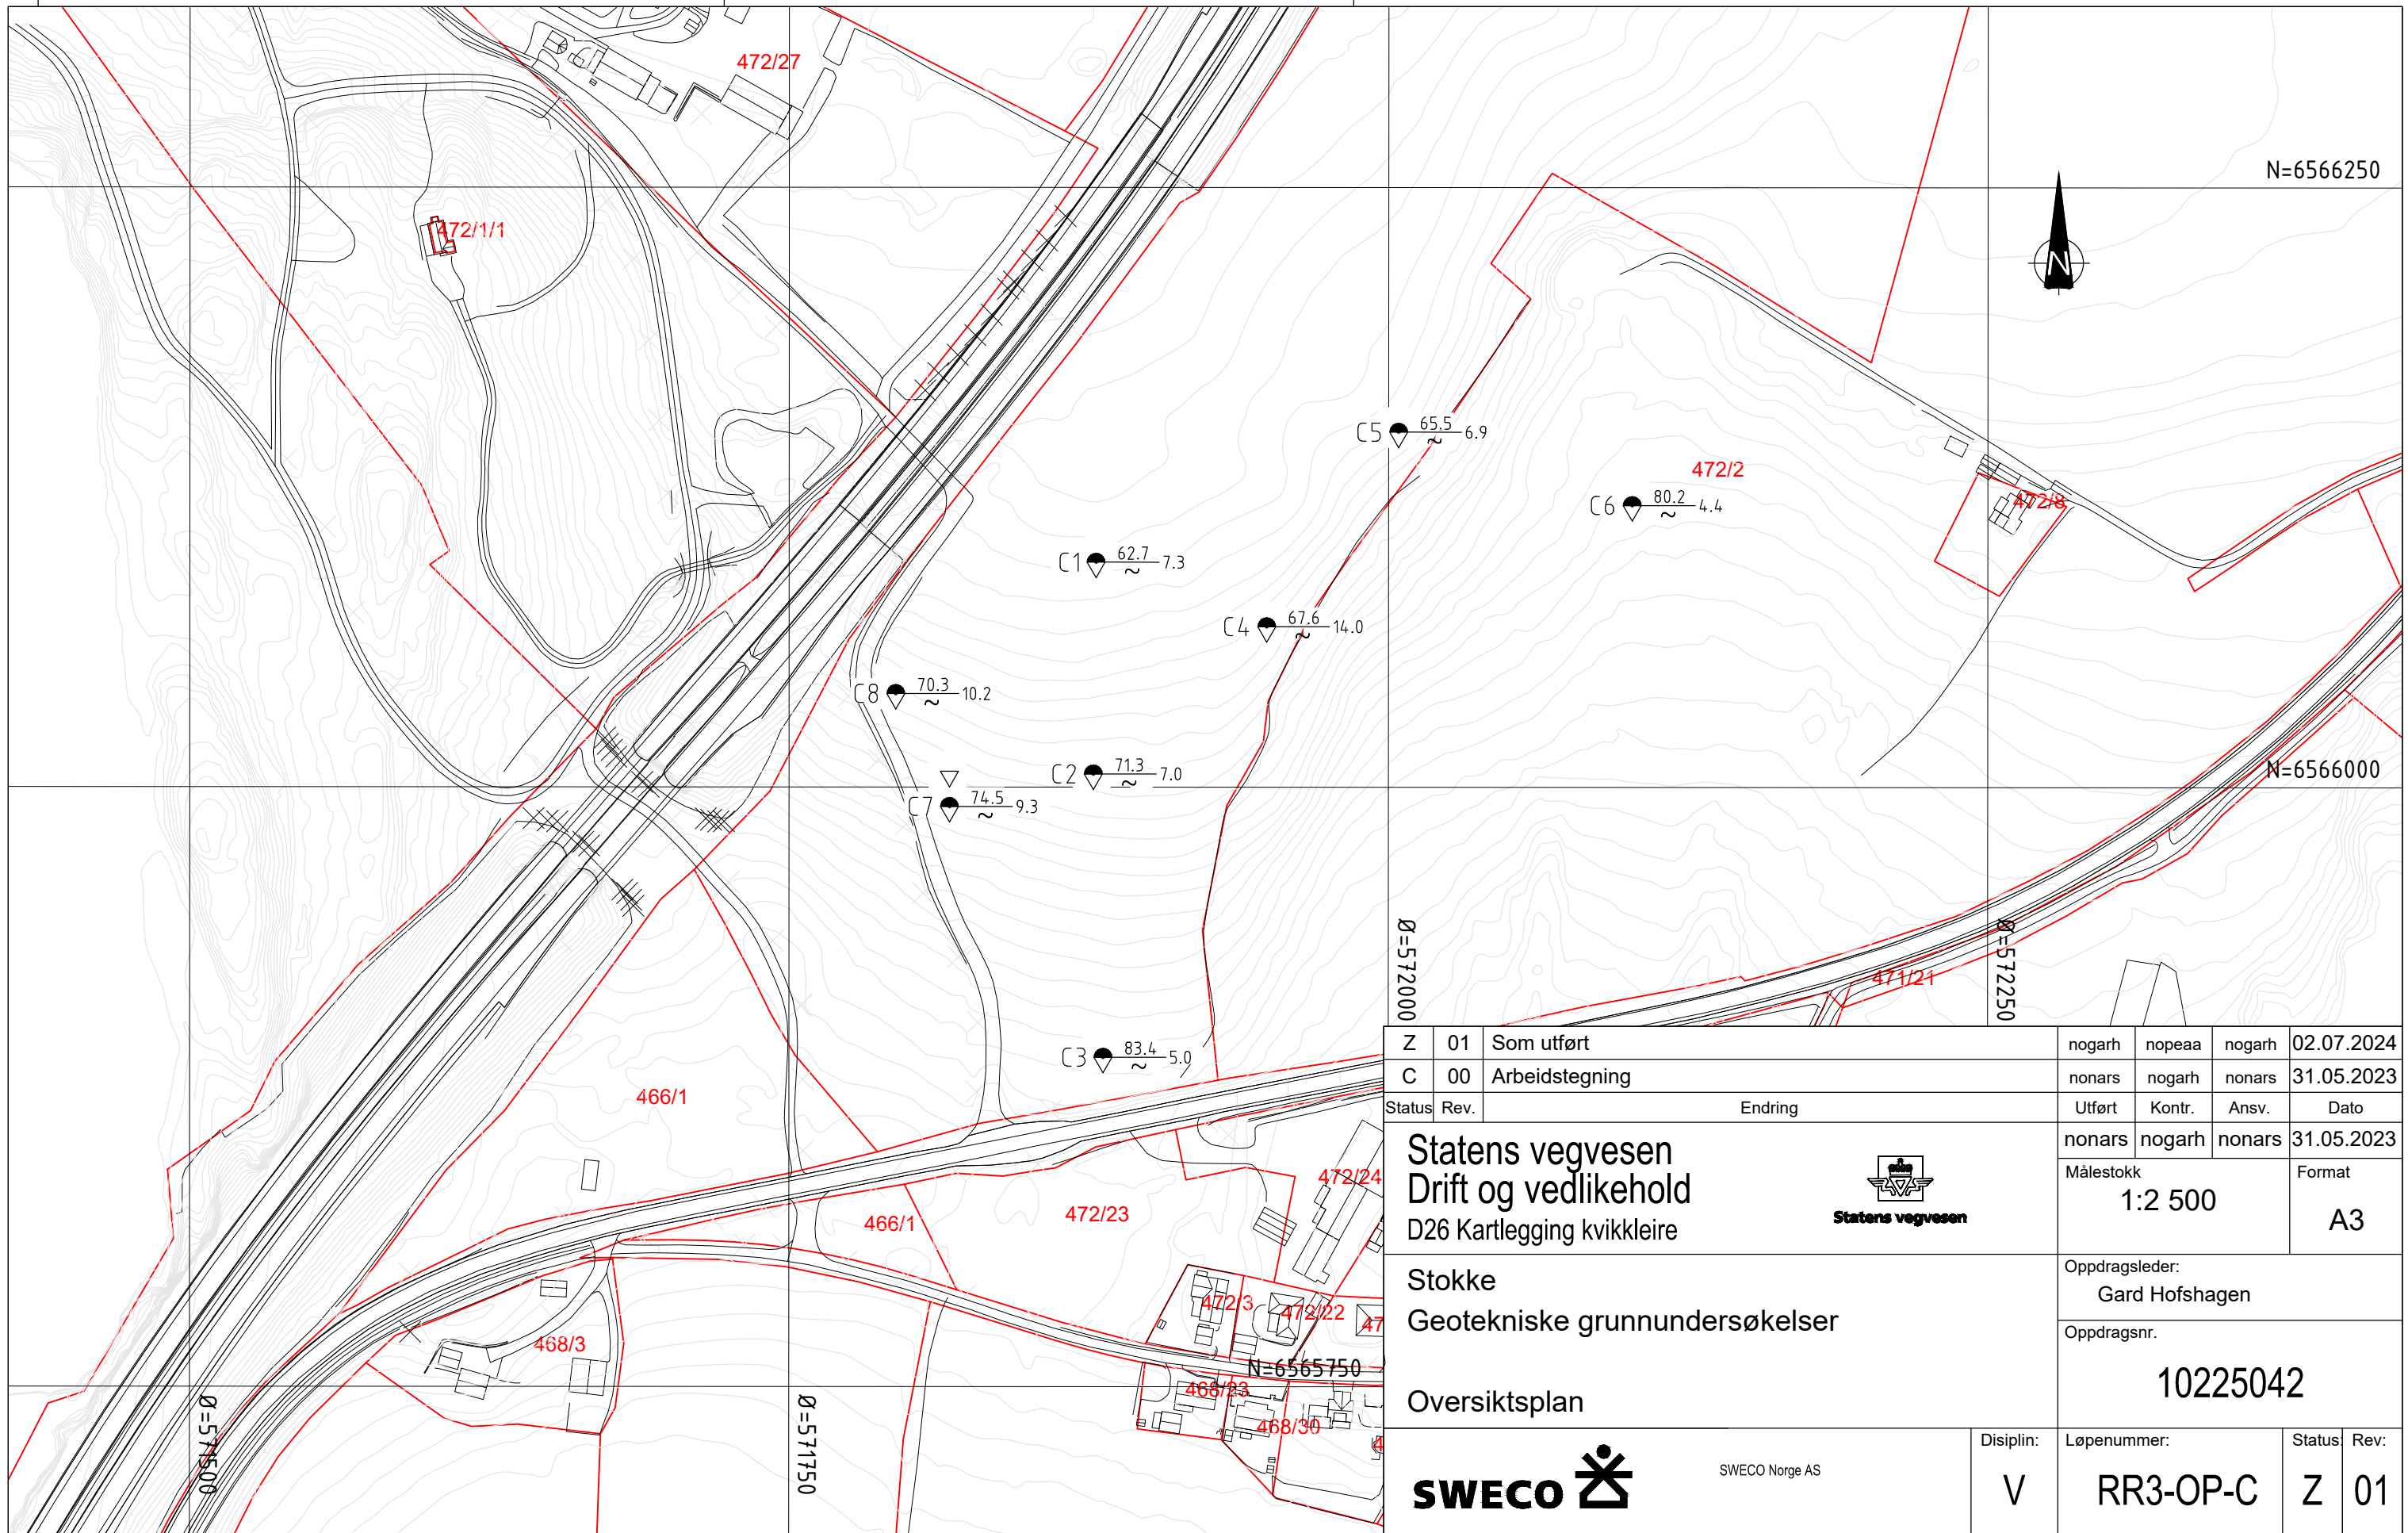 472/27
N=6566250
472/1/1
N
C5 65.5 ~ 6.9
472/2
C6 80.2 ~ 4.4
472/8
C1 62.7 ~ 7.3
C4 67.6 ~ 14.0
C8 70.3 ~ 10.2
C2 71.3 ~ 7.0
N=6566000
C7 74.5 ~ 9.3
Ø=572000
Ø=572250
471/21
C3 83.4 ~ 5.0
466/1
472/24
466/1
472/23
472/3
472/22
47
468/3
N=6565750
468/23
468/30
4
Ø=571500
Ø=571750
Z 01 Som utført nogarh nopeaa nogarh 02.07.2024
C 00 Arbeidstegning nonars nogarh nonars 31.05.2023
Status Rev. Endring Utført Kontr. Ansv. Dato
nonars nogarh nonars 31.05.2023
Statens vegvesen
Drift og vedlikehold
D26 Kartlegging kvikkleire
Statens vegvesen
Målestokk
1:2 500
Format
A3
Stokke
Geotekniske grunnundersøkelser
Oversiktsplan
Oppdragsleder:
Gard Hofshagen
Oppdragsnr.
10225042
SWECO
SWECO Norge AS
Disiplin:
V
Løpenummer:
RR3-OP-C
Status:
Z
Rev:
01